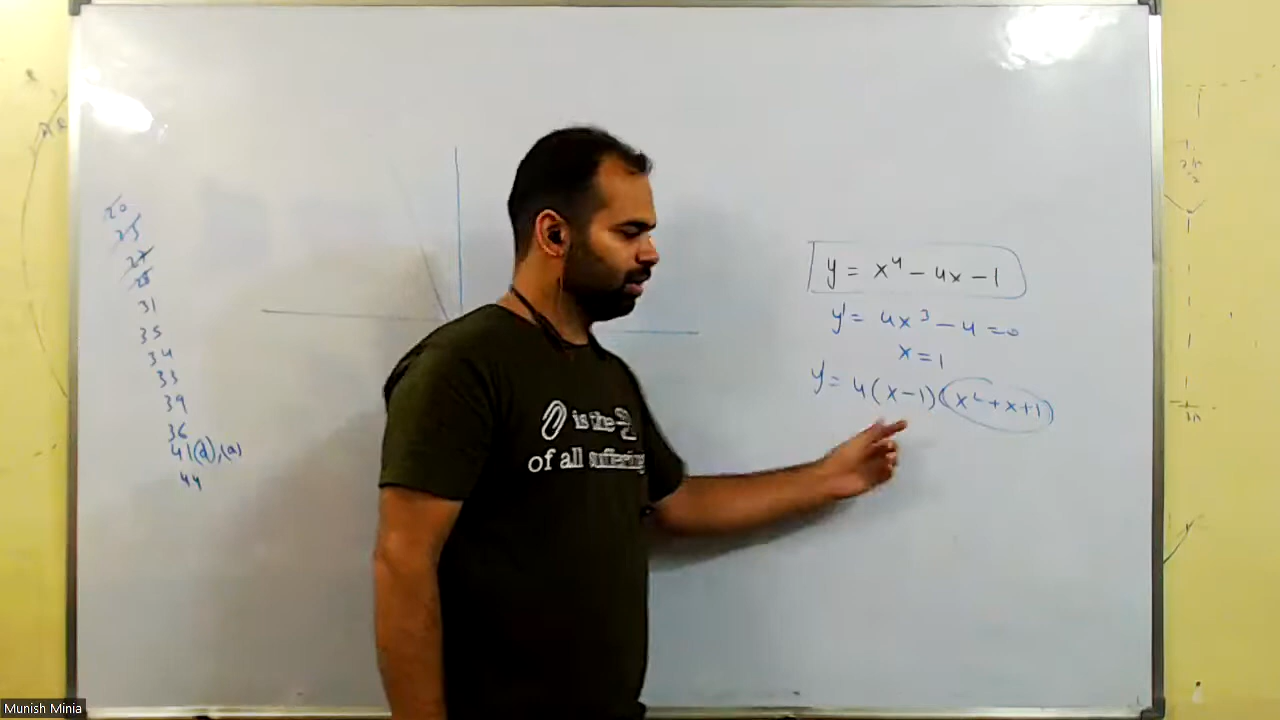 20
25
27
28
31
35
34
33
39
36
41(d),(a)
44
is the
of all suffering
y = x⁴ - 4x - 1
y' = 4x³ - 4 = 0
x = 1
y' = 4(x-1)(x²+x+1)
Munish Minia